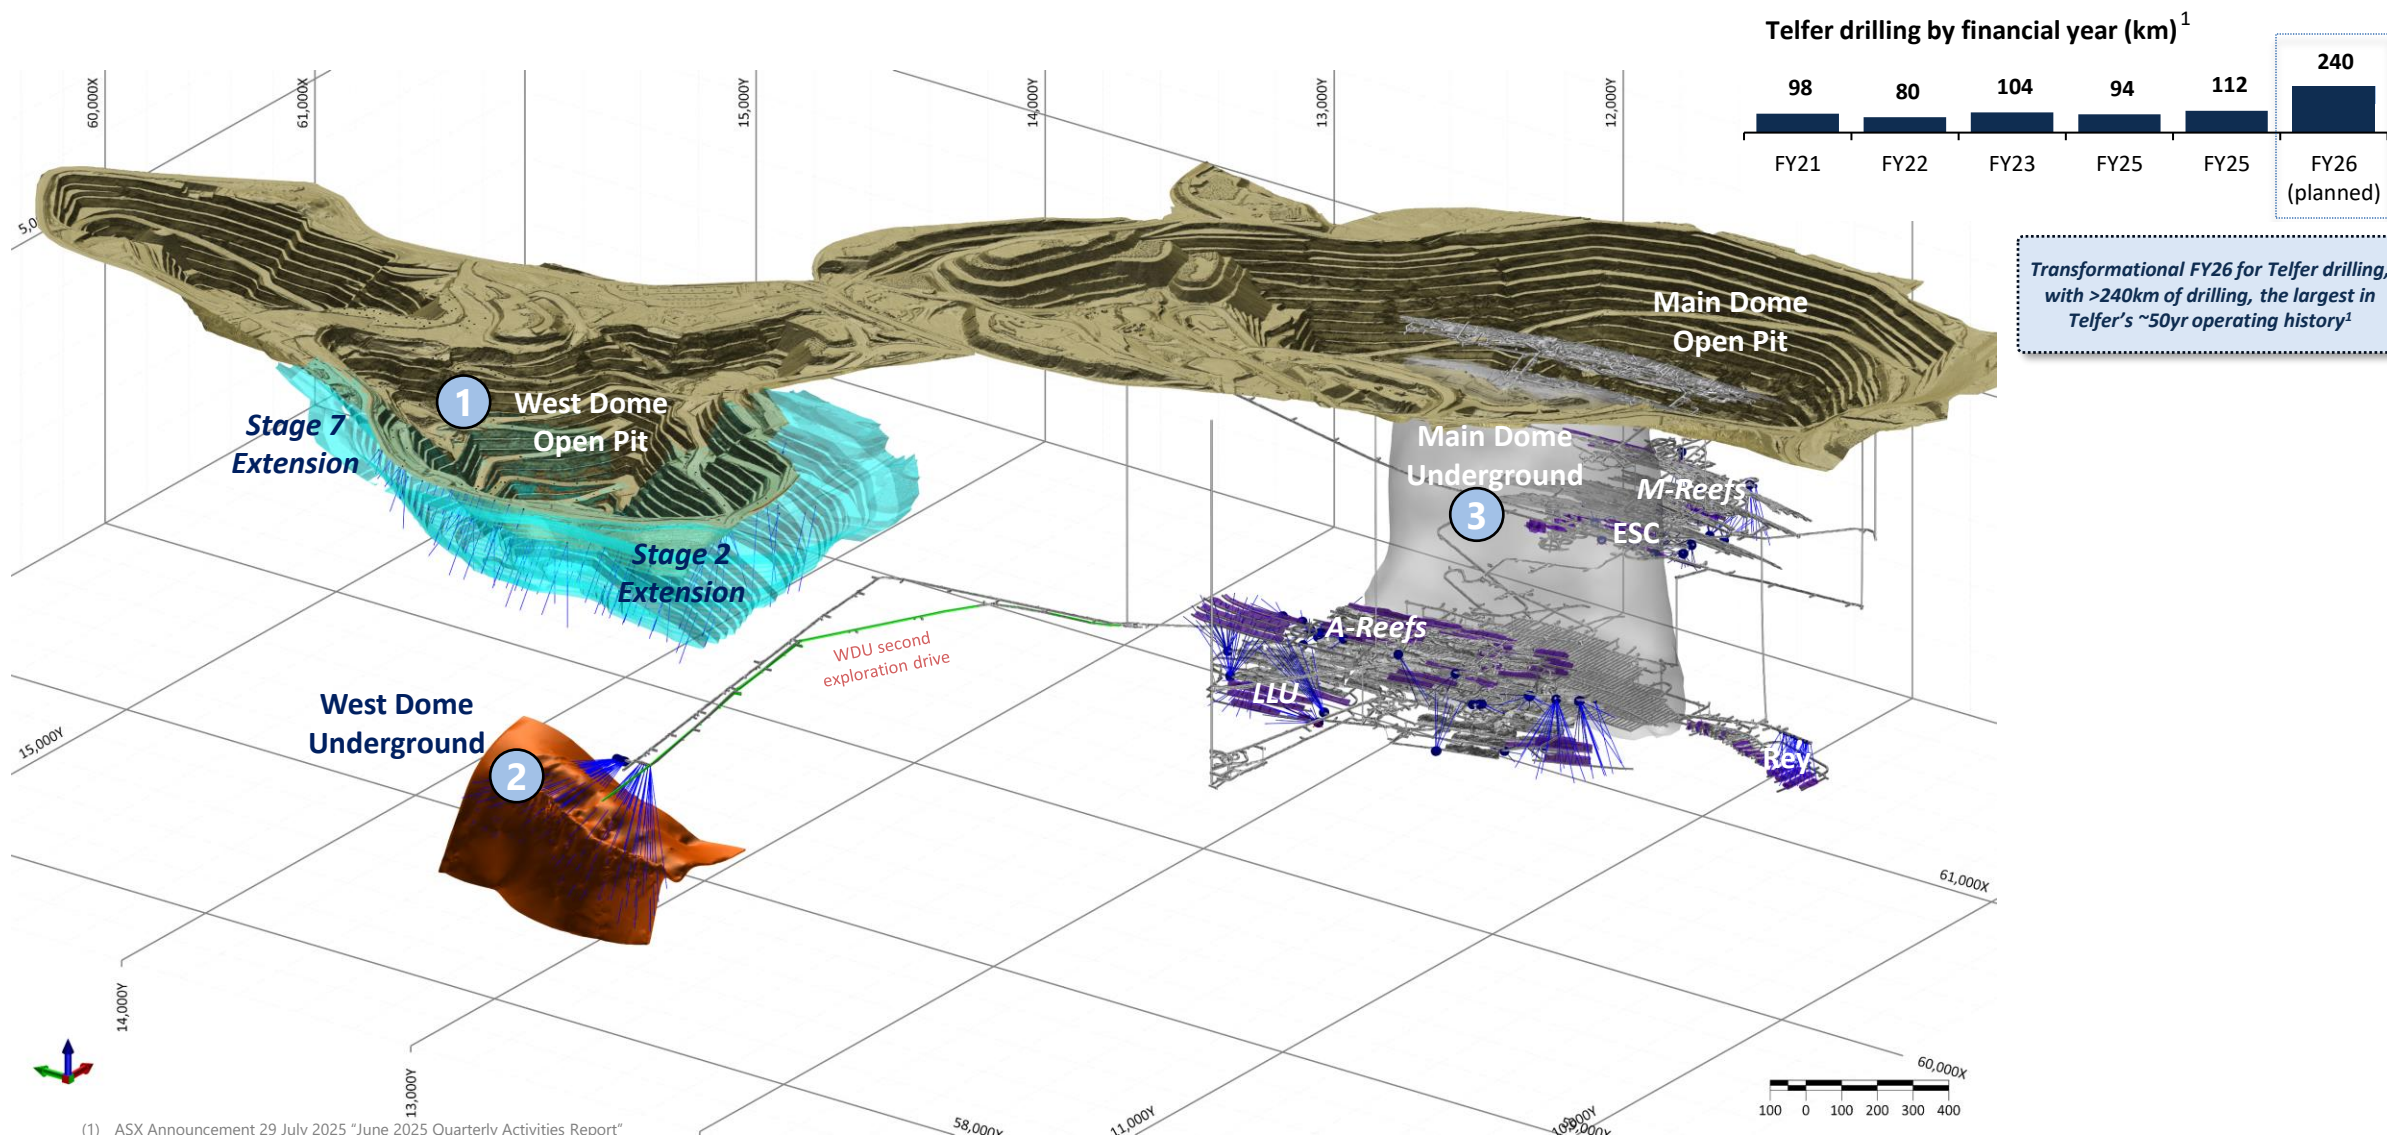 Telfer drilling by financial year (km)1
98
80
104
94
112
240
FY21
FY22
FY23
FY25
FY25
FY26
(planned)
Transformational FY26 for Telfer drilling,
with >240km of drilling, the largest in
Telfer's ~50yr operating history1
60,000X
61,000X
15,000Y
14,000Y
13,000Y
12,000Y
5,0
Main Dome
Open Pit
1
West Dome
Open Pit
Stage 7
Extension
Stage 2
Extension
Main Dome
Underground
3
M-Reefs
ESC
A-Reefs
LLU
Rey
WDU second
exploration drive
West Dome
Underground
2
15,000Y
14,000Y
13,000Y
58,000X
11,000Y
61,000X
60,000X
100 0 100 200 300 400
(1) ASX Announcement 29 July 2025 "June 2025 Quarterly Activities Report"